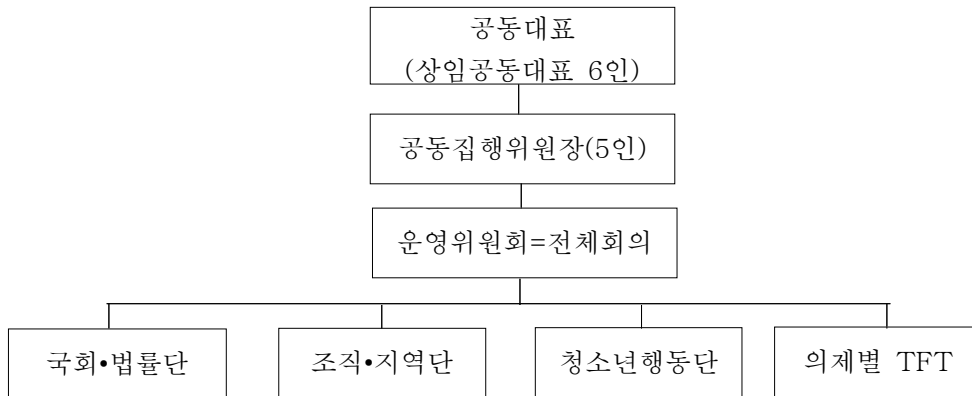 공동대표
(상임공동대표 6인)
공동집행위원장(5인)
운영위원회=전체회의
국회•법률단
조직•지역단
청소년행동단
의제별 TFT